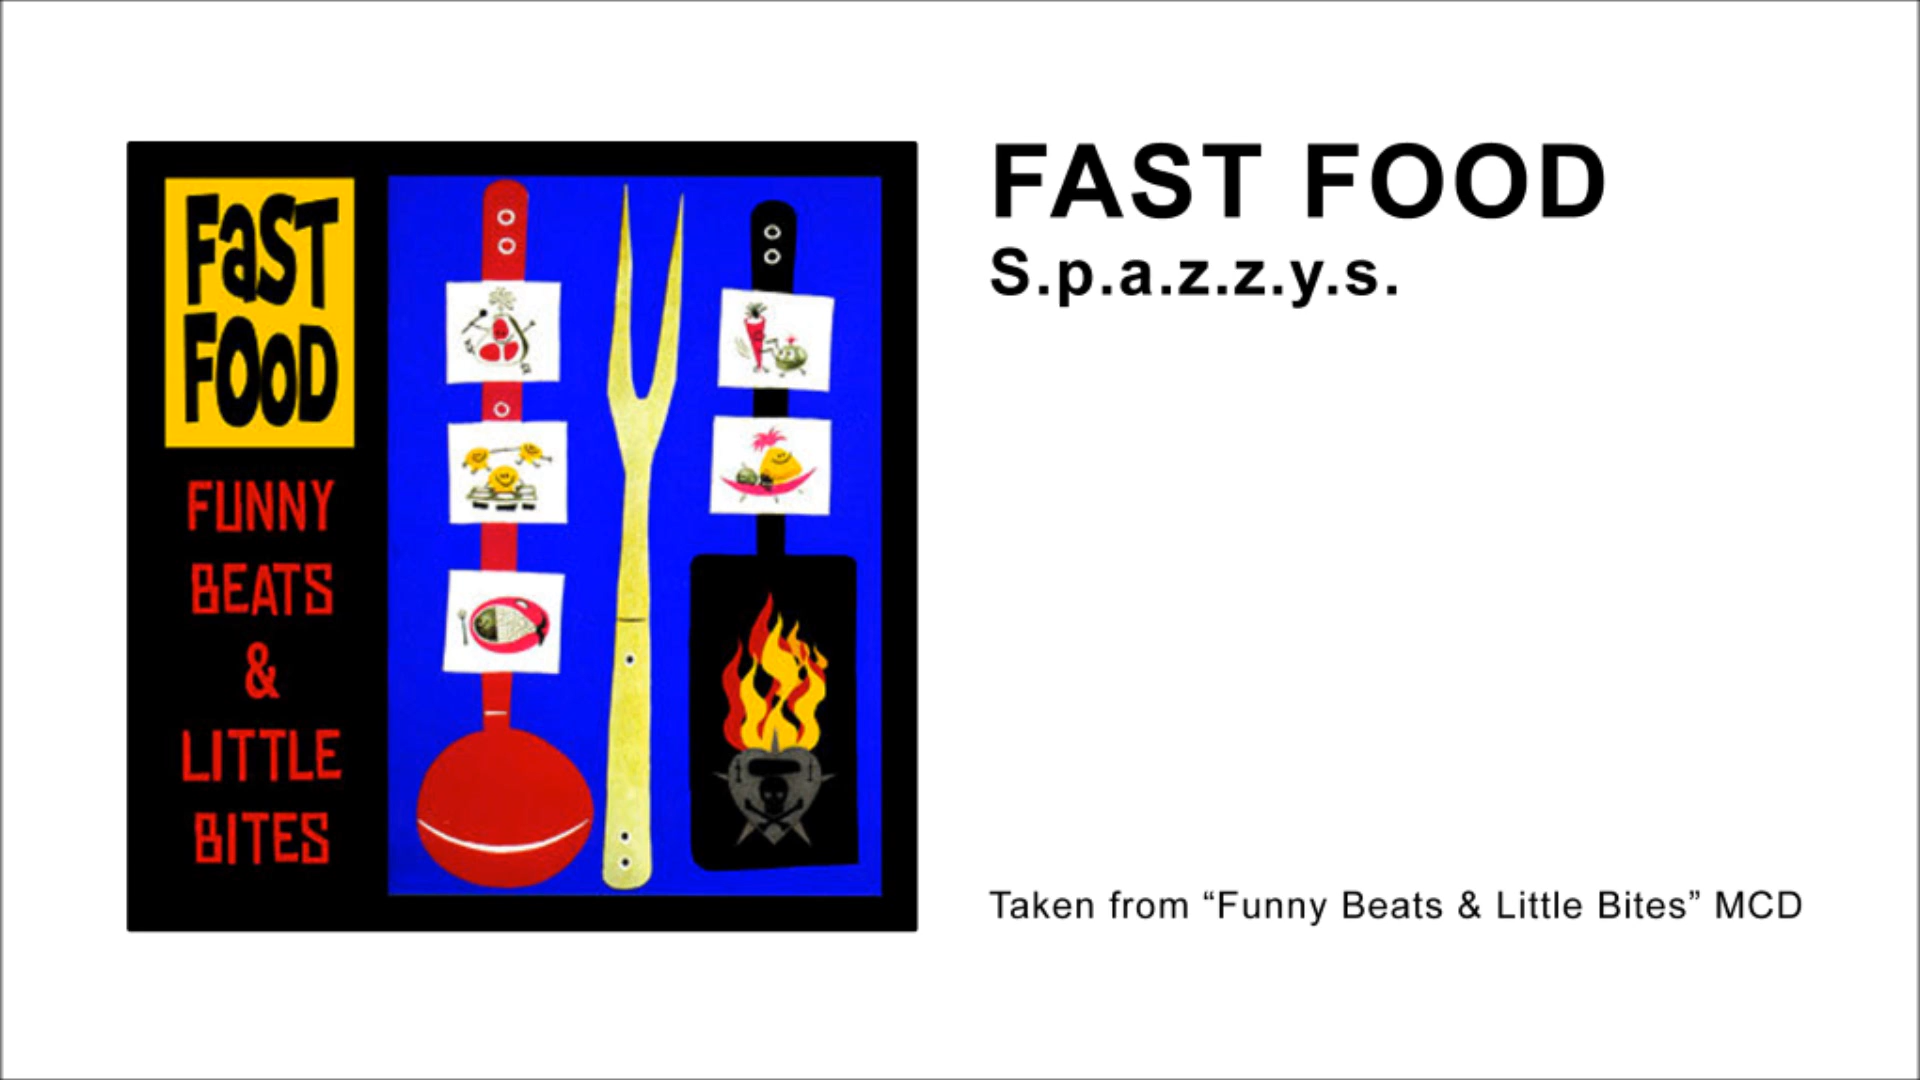 FaST
FOOD
FUNNY
BEATS
&
LITTLE
BITES
FAST FOOD
S.p.a.z.z.y.s.
Taken from “Funny Beats & Little Bites” MCD